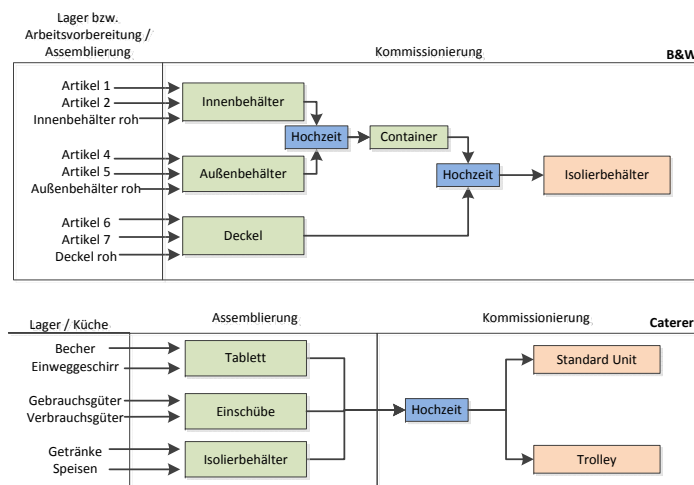 Lager bzw.
Arbeitsvorbereitung /
Assemblierung
Kommissionierung
B&W
Artikel 1
Artikel 2
Innenbehälter roh
Innenbehälter
Hochzeit
Container
Artikel 4
Artikel 5
Außenbehälter roh
Außenbehälter
Hochzeit
Isolierbehälter
Artikel 6
Artikel 7
Deckel roh
Deckel
Lager / Küche
Assemblierung
Kommissionierung
Caterer
Becher
Einweggeschirr
Tablett
Standard Unit
Gebrauchsgüter
Verbrauchsgüter
Einschübe
Hochzeit
Getränke
Speisen
Isolierbehälter
Trolley